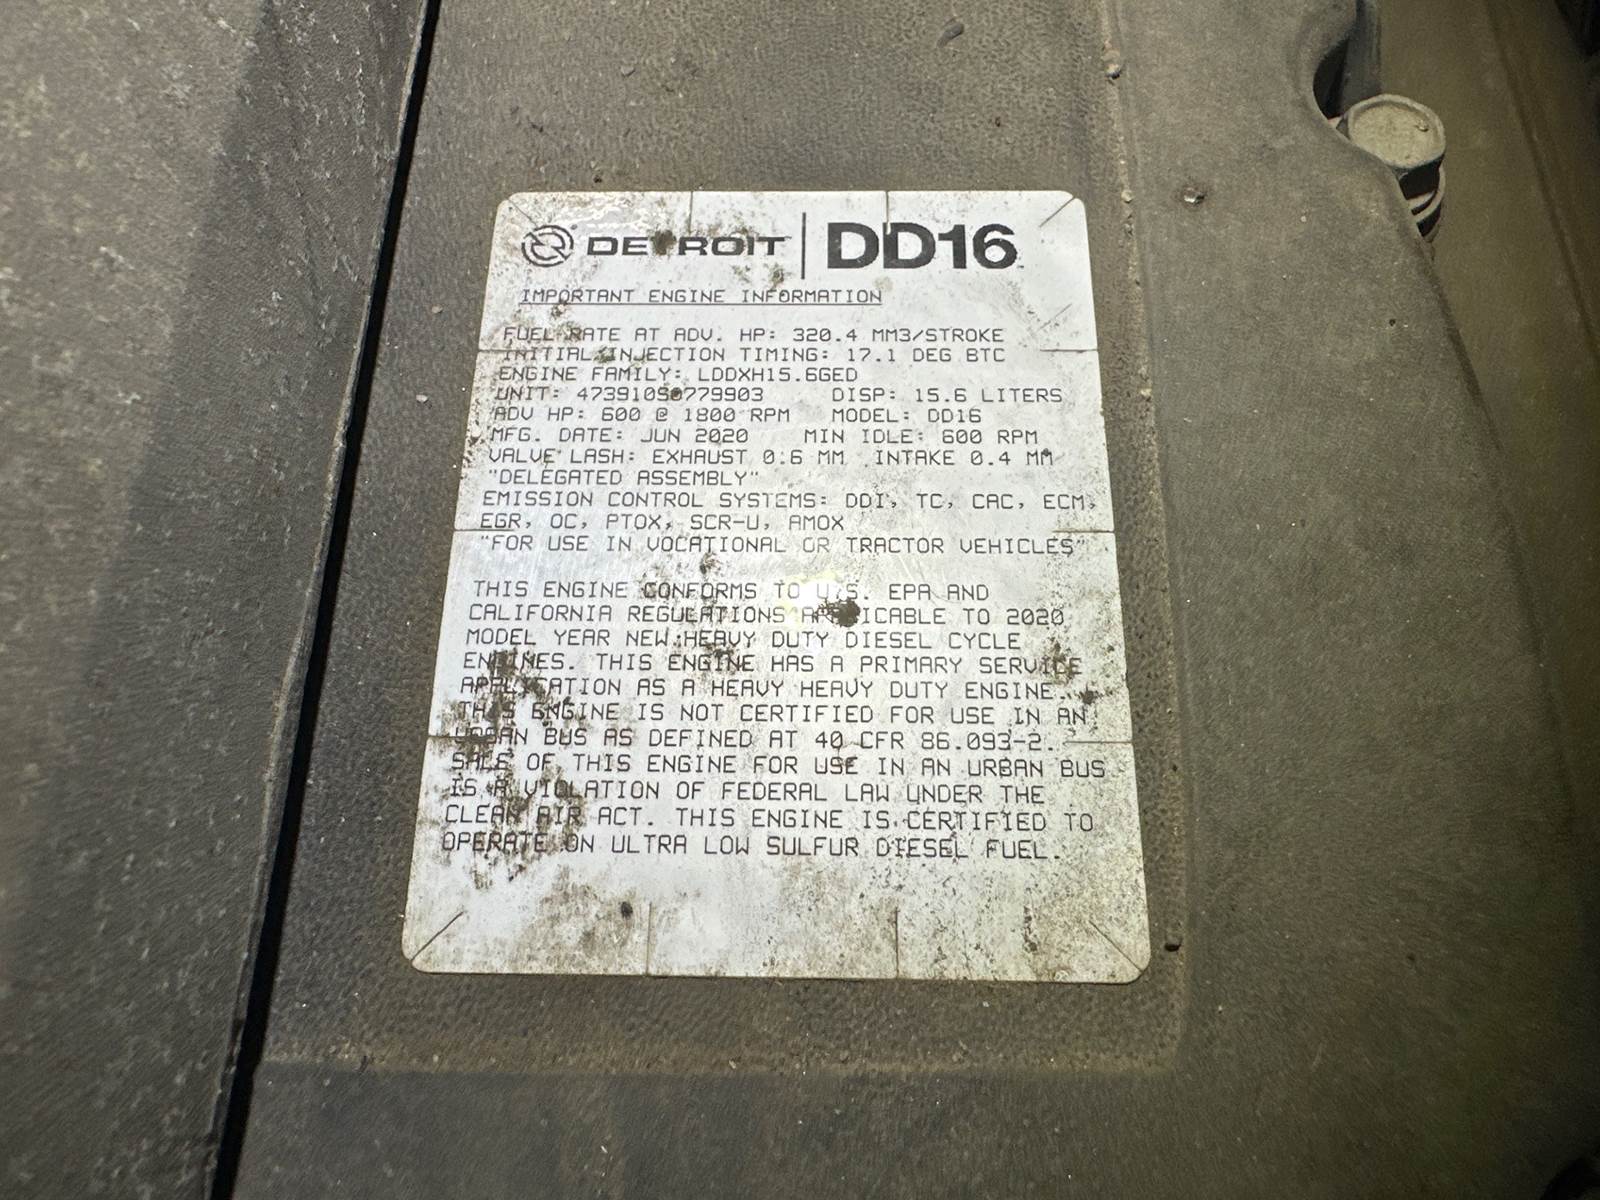 DETROIT | DD16
IMPORTANT ENGINE INFORMATION
FUEL RATE AT ADV. HP: 320.4 MM3/STROKE
INITIAL INJECTION TIMING: 17.1 DEG BTC
ENGINE FAMILY: LDDXH15.6GED
UNIT: 473910S0779903 DISP: 15.6 LITERS
ADV HP: 600 @ 1800 RPM MODEL: DD16
MFG. DATE: JUN 2020 MIN IDLE: 600 RPM
VALVE LASH: EXHAUST 0.6 MM INTAKE 0.4 MM
"DELEGATED ASSEMBLY"
EMISSION CONTROL SYSTEMS: DDI, TC, CAC, ECM,
EGR, OC, PTOX, SCR-U, AMOX
"FOR USE IN VOCATIONAL OR TRACTOR VEHICLES"
THIS ENGINE CONFORMS TO U.S. EPA AND
CALIFORNIA REGULATIONS APPLICABLE TO 2020
MODEL YEAR NEW HEAVY DUTY DIESEL CYCLE
ENGINES. THIS ENGINE HAS A PRIMARY SERVICE
APPLICATION AS A HEAVY HEAVY DUTY ENGINE.
THIS ENGINE IS NOT CERTIFIED FOR USE IN AN
URBAN BUS AS DEFINED AT 40 CFR 86.093-2.
SALE OF THIS ENGINE FOR USE IN AN URBAN BUS
IS A VIOLATION OF FEDERAL LAW UNDER THE
CLEAN AIR ACT. THIS ENGINE IS CERTIFIED TO
OPERATE ON ULTRA LOW SULFUR DIESEL FUEL.